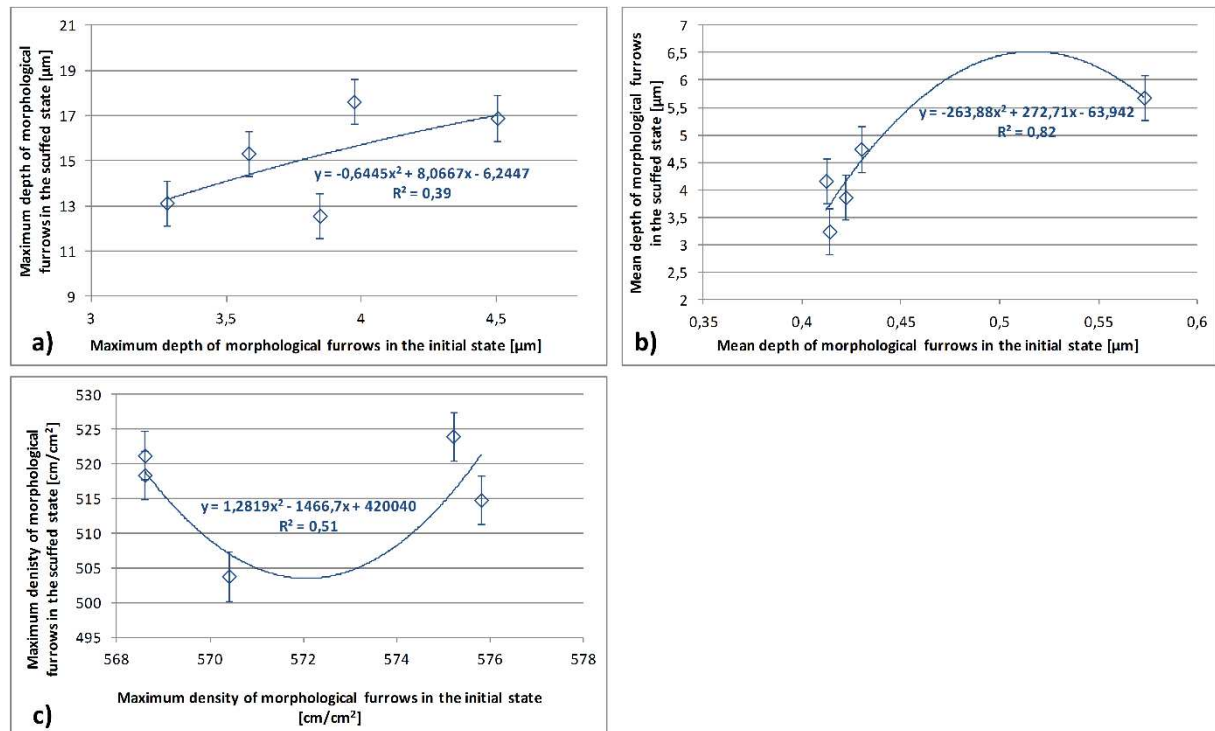 Maximum depth of morphological
furrows in the scuffed state [µm]
21
19
17
15
13
11
9
3
3,5
4
4,5
y = -0,6445x² + 8,0667x - 6,2447
R² = 0,39
a)
Maximum depth of morphological furrows in the initial state [µm]
Mean depth of morphological furrows
in the scuffed state [µm]
7
6,5
6
5,5
5
4,5
4
3,5
3
2,5
2
0,35
0,4
0,45
0,5
0,55
0,6
y = -263,88x² + 272,71x - 63,942
R² = 0,82
b)
Mean depth of morphological furrows in the initial state [µm]
Maximum denisty of morphological
furrows in the scuffed state [cm/cm²]
530
525
520
515
510
505
500
495
568
570
572
574
576
578
y = 1,2819x² - 1466,7x + 420040
R² = 0,51
c)
Maximum density of morphological furrows in the initial state
[cm/cm²]